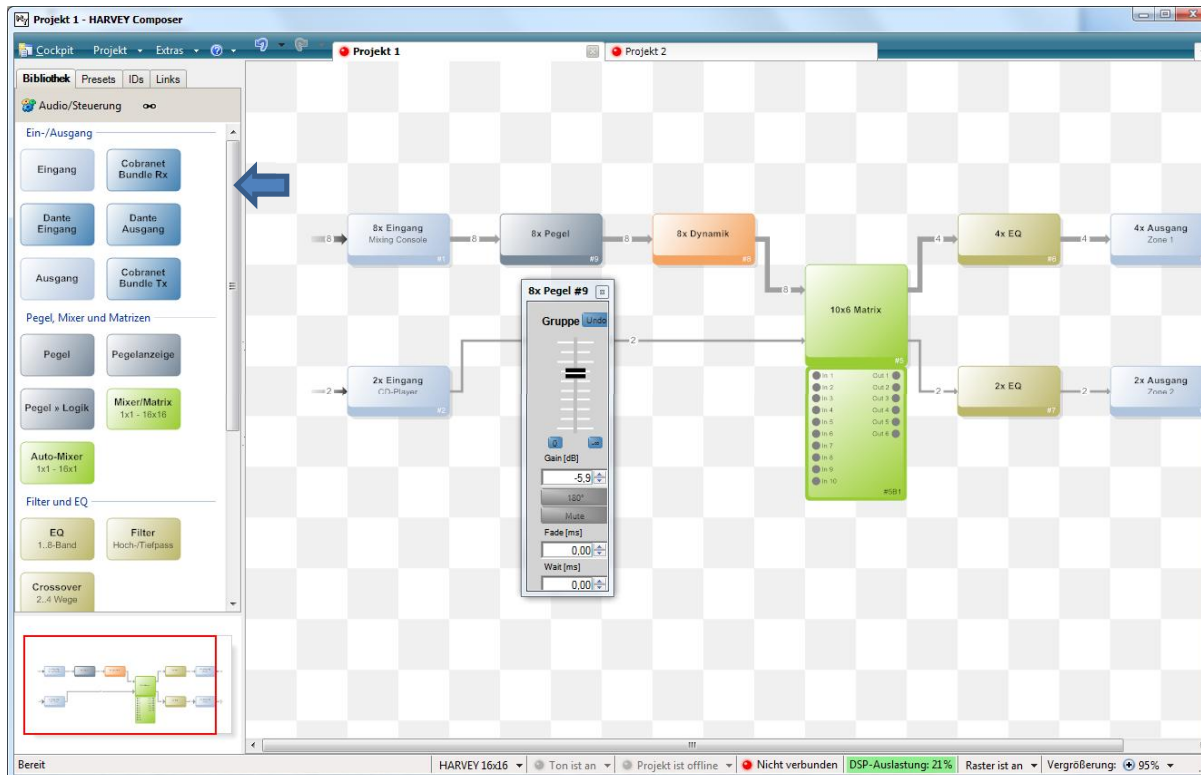 Projekt 1 - HARVEY Composer
Cockpit Projekt Extras
Projekt 1
Projekt 2
Bibliothek Presets IDs Links
Audio/Steuerung
Ein-/Ausgang
Eingang
Cobranet
Bundle Rx
Dante
Eingang
Dante
Ausgang
Ausgang
Cobranet
Bundle Tx
Pegel, Mixer und Matrizen
Pegel
Pegelanzeige
Pegel » Logik
Mixer/Matrix
1x1 - 16x16
Auto-Mixer
1x1 - 16x1
Filter und EQ
EQ
1..8-Band
Filter
Hoch-/Tiefpass
Crossover
2..4 Wege
8
8x Eingang
Mixing Console
#1
8
8x Pegel
#9
8
8x Dynamik
#8
8
4
4x EQ
#6
4
4x Ausgang
Zone 1
10x6 Matrix
#5
In 1 Out 1
In 2 Out 2
In 3 Out 3
In 4 Out 4
In 5 Out 5
In 6 Out 6
In 7
In 8
In 9
In 10
#5B1
2
2x Eingang
CD-Player
#2
2
2
2x EQ
#7
2
2x Ausgang
Zone 2
8x Pegel #9
Gruppe Undo
0 -∞
Gain [dB]
-5,9
180°
Mute
Fade [ms]
0,00
Wait [ms]
0,00
Bereit HARVEY 16x16 Ton ist an Projekt ist offline Nicht verbunden DSP-Auslastung: 21% Raster ist an Vergrößerung: 95%